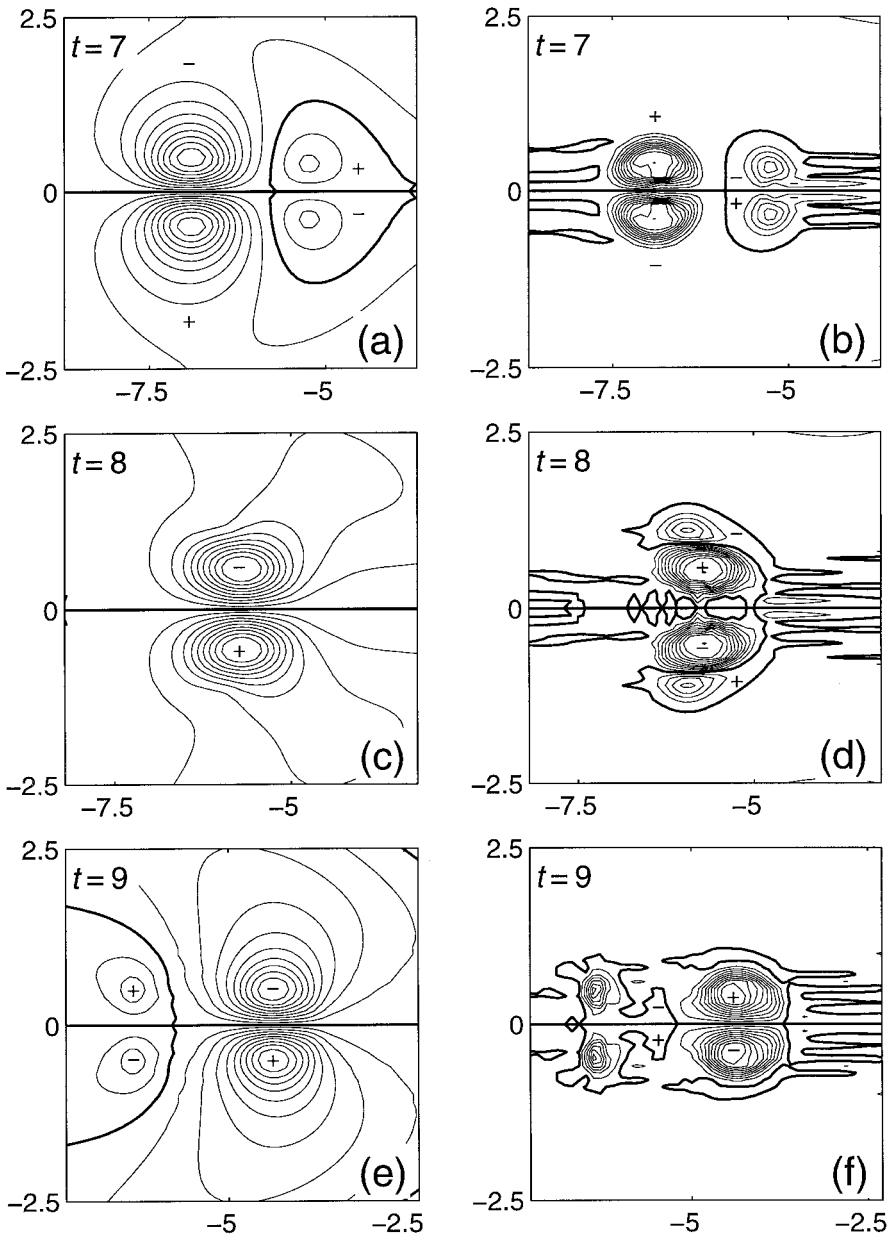 2.5 2.5
t = 7 t = 7
− +
+ −
0 0
− +
+ −
(a) (b)
−2.5 −2.5
−7.5 −5 −7.5 −5
2.5 2.5
t = 8 t = 8
−
− +
0 0
+ −
+
(c) (d)
−2.5 −2.5
−7.5 −5 −7.5 −5
2.5 2.5
t = 9 t = 9
+ − − +
0 0
− + + −
(e) (f)
−2.5 −2.5
−5 −2.5 −5 −2.5